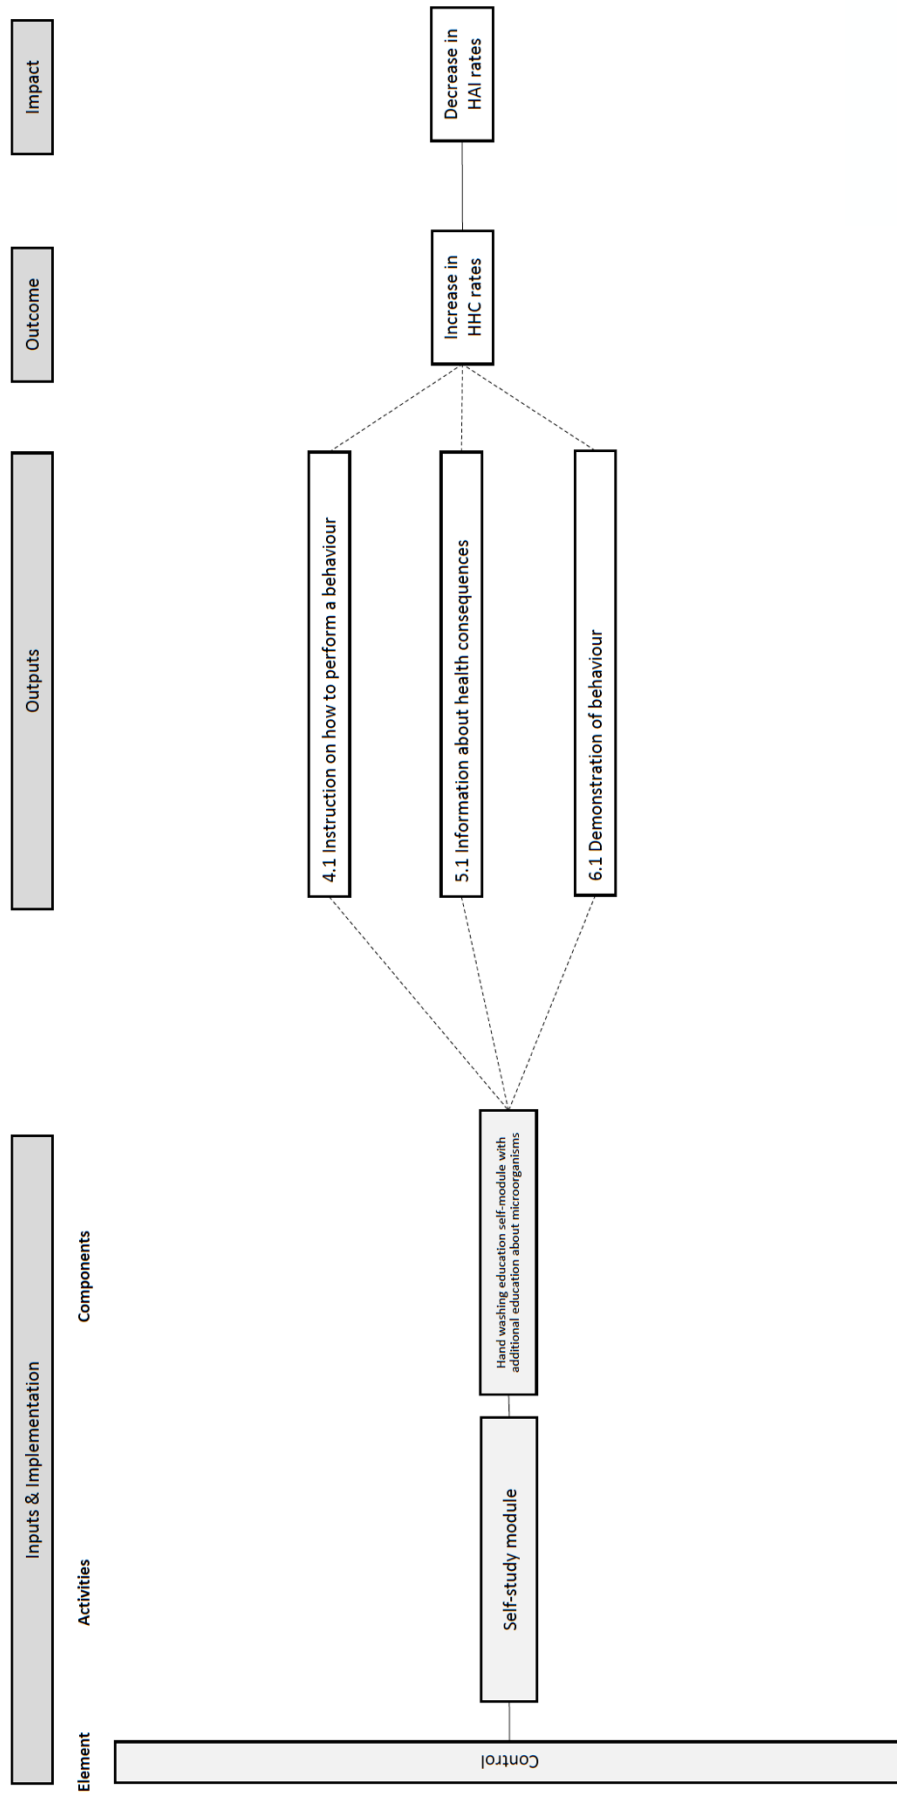 Inputs & Implementation
Outputs
Outcome
Impact
Element
Activities
Components
Control
Self-study module
Hand washing education self-module with
additional education about microorganisms
4.1 Instruction on how to perform a behaviour
5.1 Information about health consequences
6.1 Demonstration of behaviour
Increase in
HHC rates
Decrease in
HAI rates